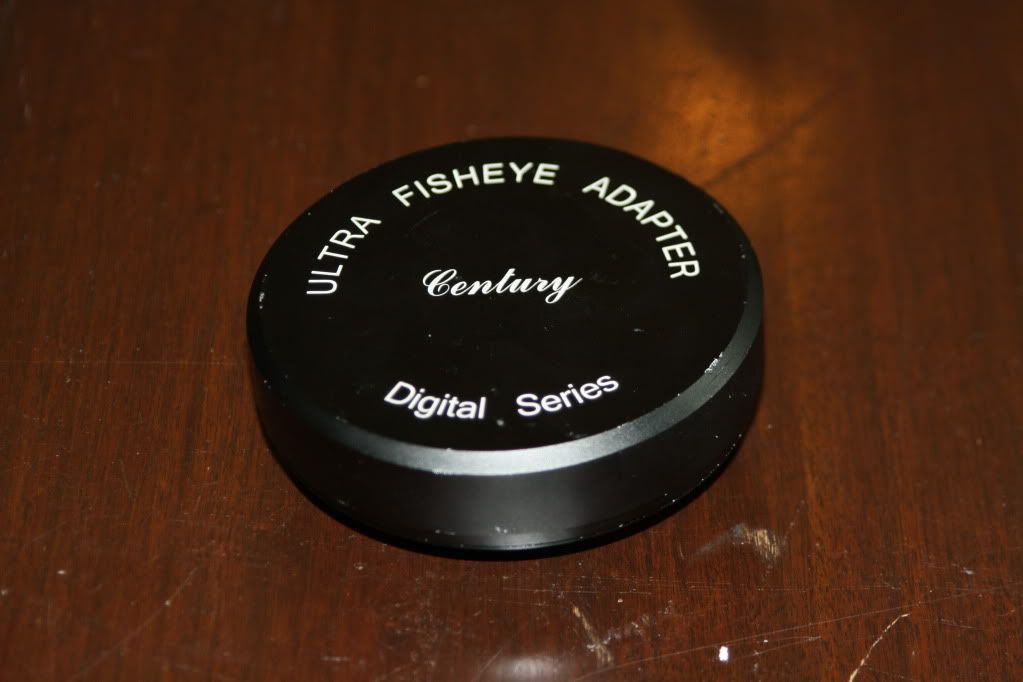 ULTRA FISHEYE ADAPTER
Century
Digital Series